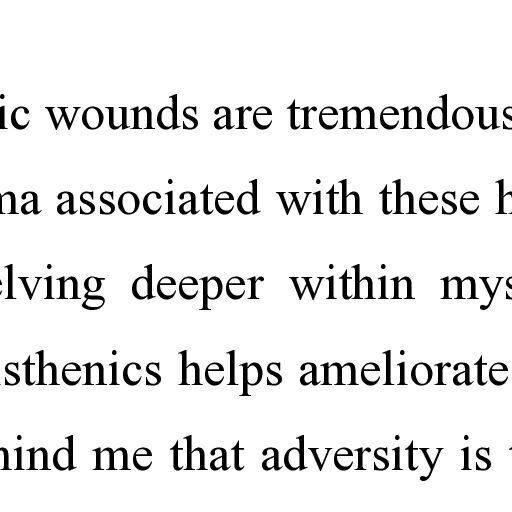 ic wounds are tremendous
ma associated with these h
elving deeper within mys
isthenics helps ameliorate
mind me that adversity is t